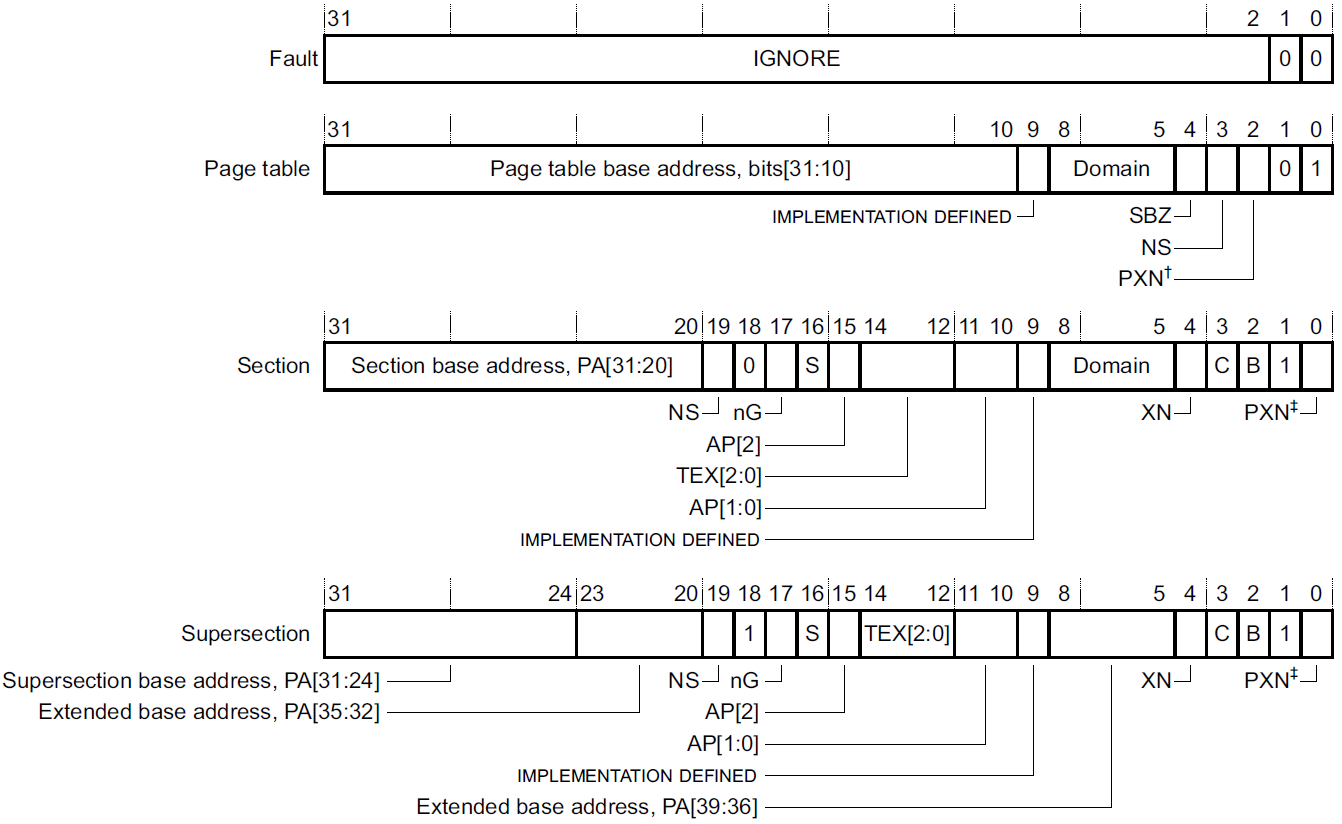 31 2 1 0
Fault IGNORE 0 0
31 10 9 8 5 4 3 2 1 0
Page table Page table base address, bits[31:10] Domain 0 1
IMPLEMENTATION DEFINED SBZ
NS
PXN†
31 20 19 18 17 16 15 14 12 11 10 9 8 5 4 3 2 1 0
Section Section base address, PA[31:20] 0 S Domain C B 1
NS nG XN PXN‡
AP[2]
TEX[2:0]
AP[1:0]
IMPLEMENTATION DEFINED
31 24 23 20 19 18 17 16 15 14 12 11 10 9 8 5 4 3 2 1 0
Supersection 1 S TEX[2:0] C B 1
Supersection base address, PA[31:24] NS nG XN PXN‡
Extended base address, PA[35:32] AP[2]
AP[1:0]
IMPLEMENTATION DEFINED
Extended base address, PA[39:36]